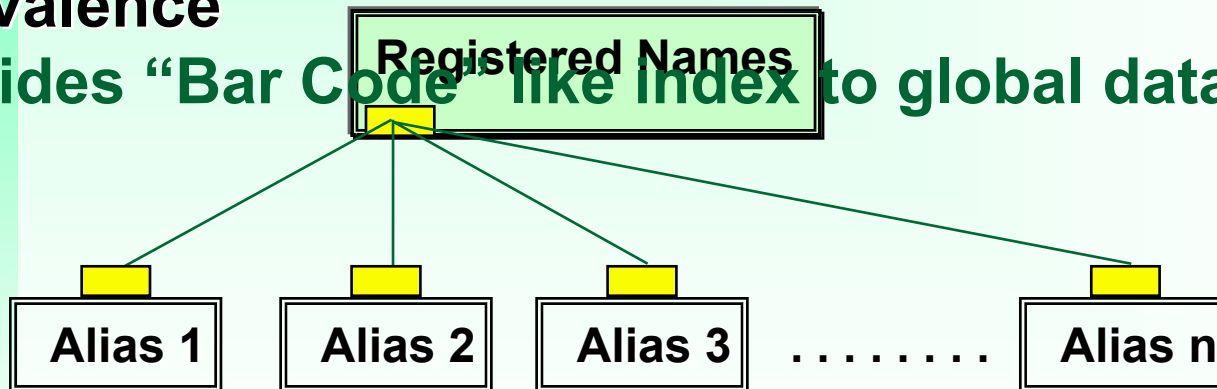 valence
Registered Names
ides “Bar Code” like index to global data
Alias 1 Alias 2 Alias 3 . . . . . . . . Alias n